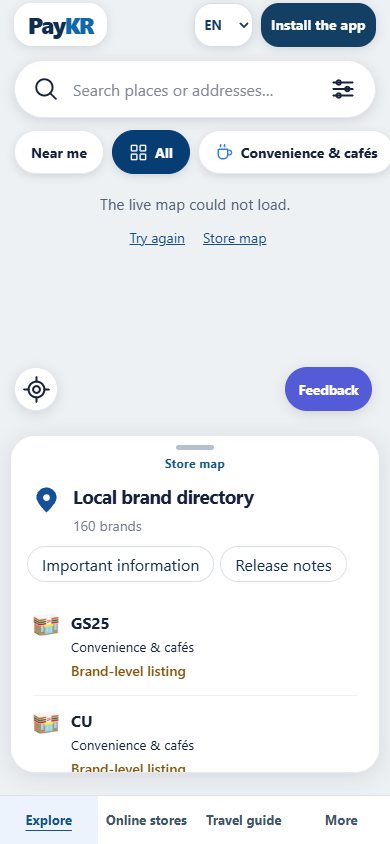 PayKR
EN
Install the app
Search places or addresses...
Near me
All
Convenience & cafés
The live map could not load.
Try again
Store map
Feedback
Store map
Local brand directory
160 brands
Important information
Release notes
GS25
Convenience & cafés
Brand-level listing
CU
Convenience & cafés
Brand-level listing
Explore
Online stores
Travel guide
More